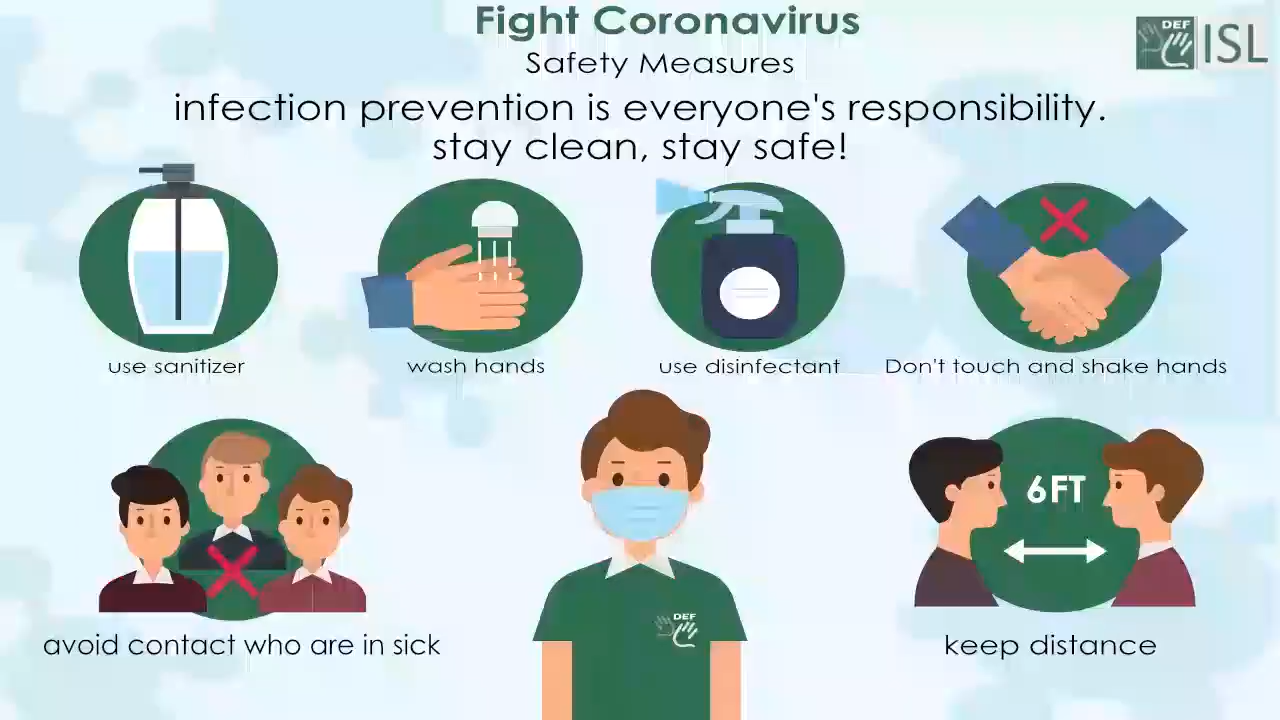 Fight Coronavirus
DEF
ISL
Safety Measures
infection prevention is everyone's responsibility.
stay clean, stay safe!
use sanitizer
wash hands
use disinfectant
Don't touch and shake hands
6FT
DEF
avoid contact who are in sick
keep distance